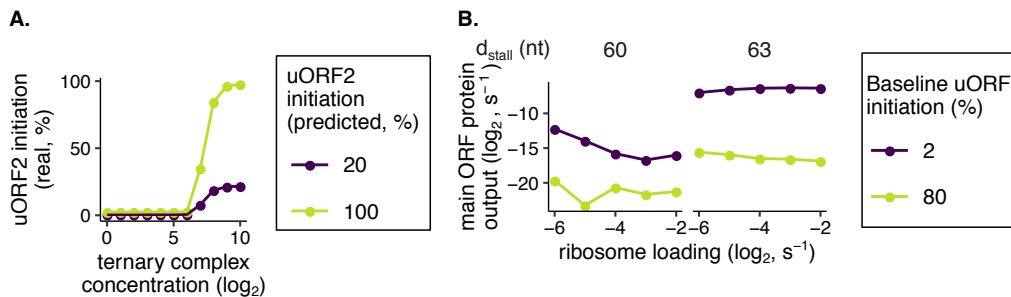 A.
uORF2 initiation
(real, %)
100
50
0
0
5
10
ternary complex
concentration (log2)
uORF2
initiation
(predicted, %)
20
100
B.
dstall (nt)
60
63
main ORF protein
output (log2, s−1)
−10
−15
−20
−6
−4
−2
−6
−4
−2
ribosome loading (log2, s−1)
Baseline uORF
initiation (%)
2
80